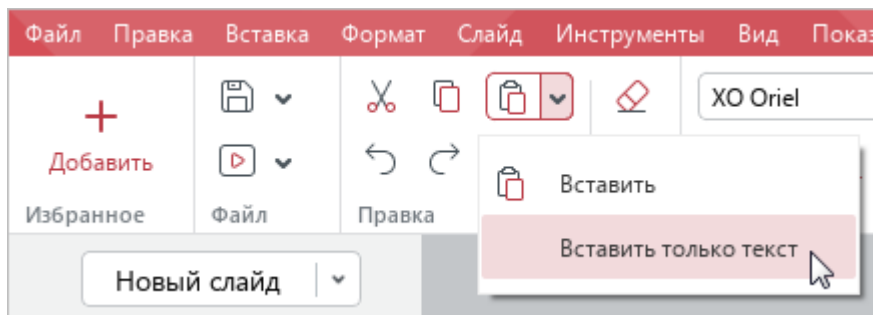 Файл Правка Вставка Формат Слайд Инструменты Вид
XO Oriel
Добавить
Вставить
Избранное Файл Правка
Вставить только текст
Новый слайд